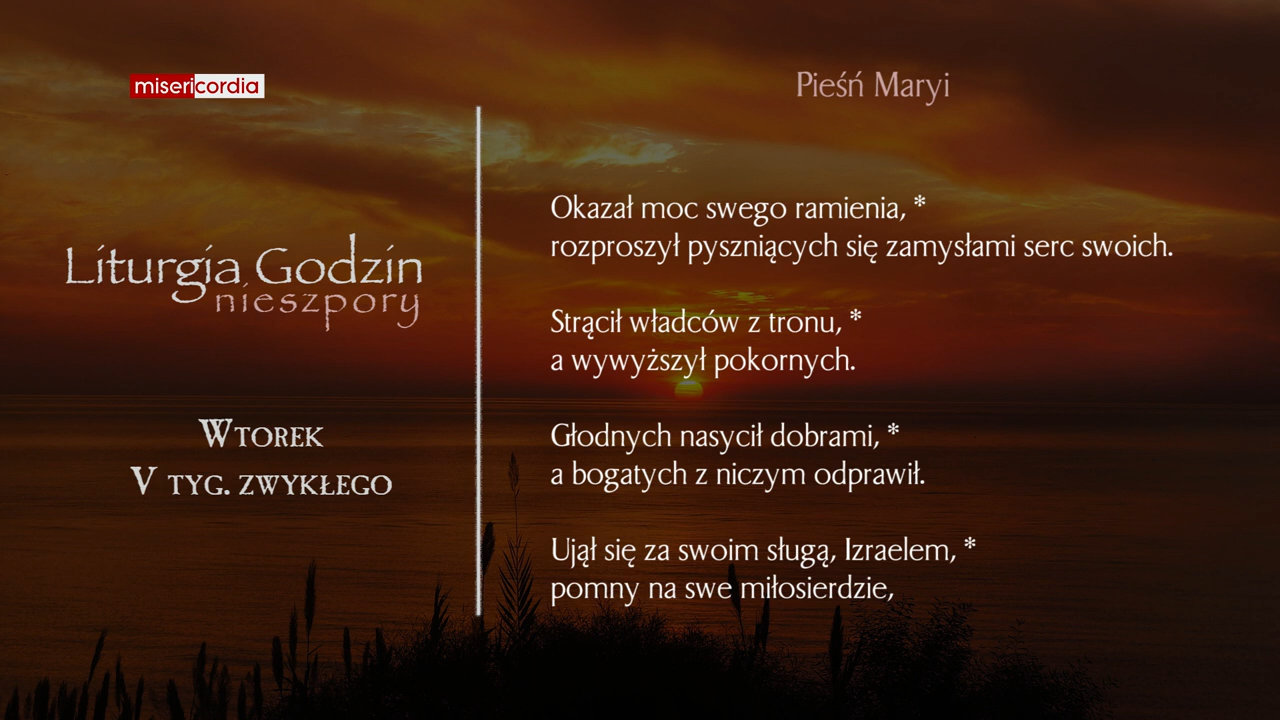 misericordia
Liturgia Godzin
nieszpory
Wtorek
V tyg. zwykłego
Pieśń Maryi
Okazał moc swego ramienia, *
rozproszył pyszniących się zamysłami serc swoich.
Strącił władców z tronu, *
a wywyższył pokornych.
Głodnych nasycił dobrami, *
a bogatych z niczym odprawił.
Ujął się za swoim sługą, Izraelem, *
pomny na swe miłosierdzie,